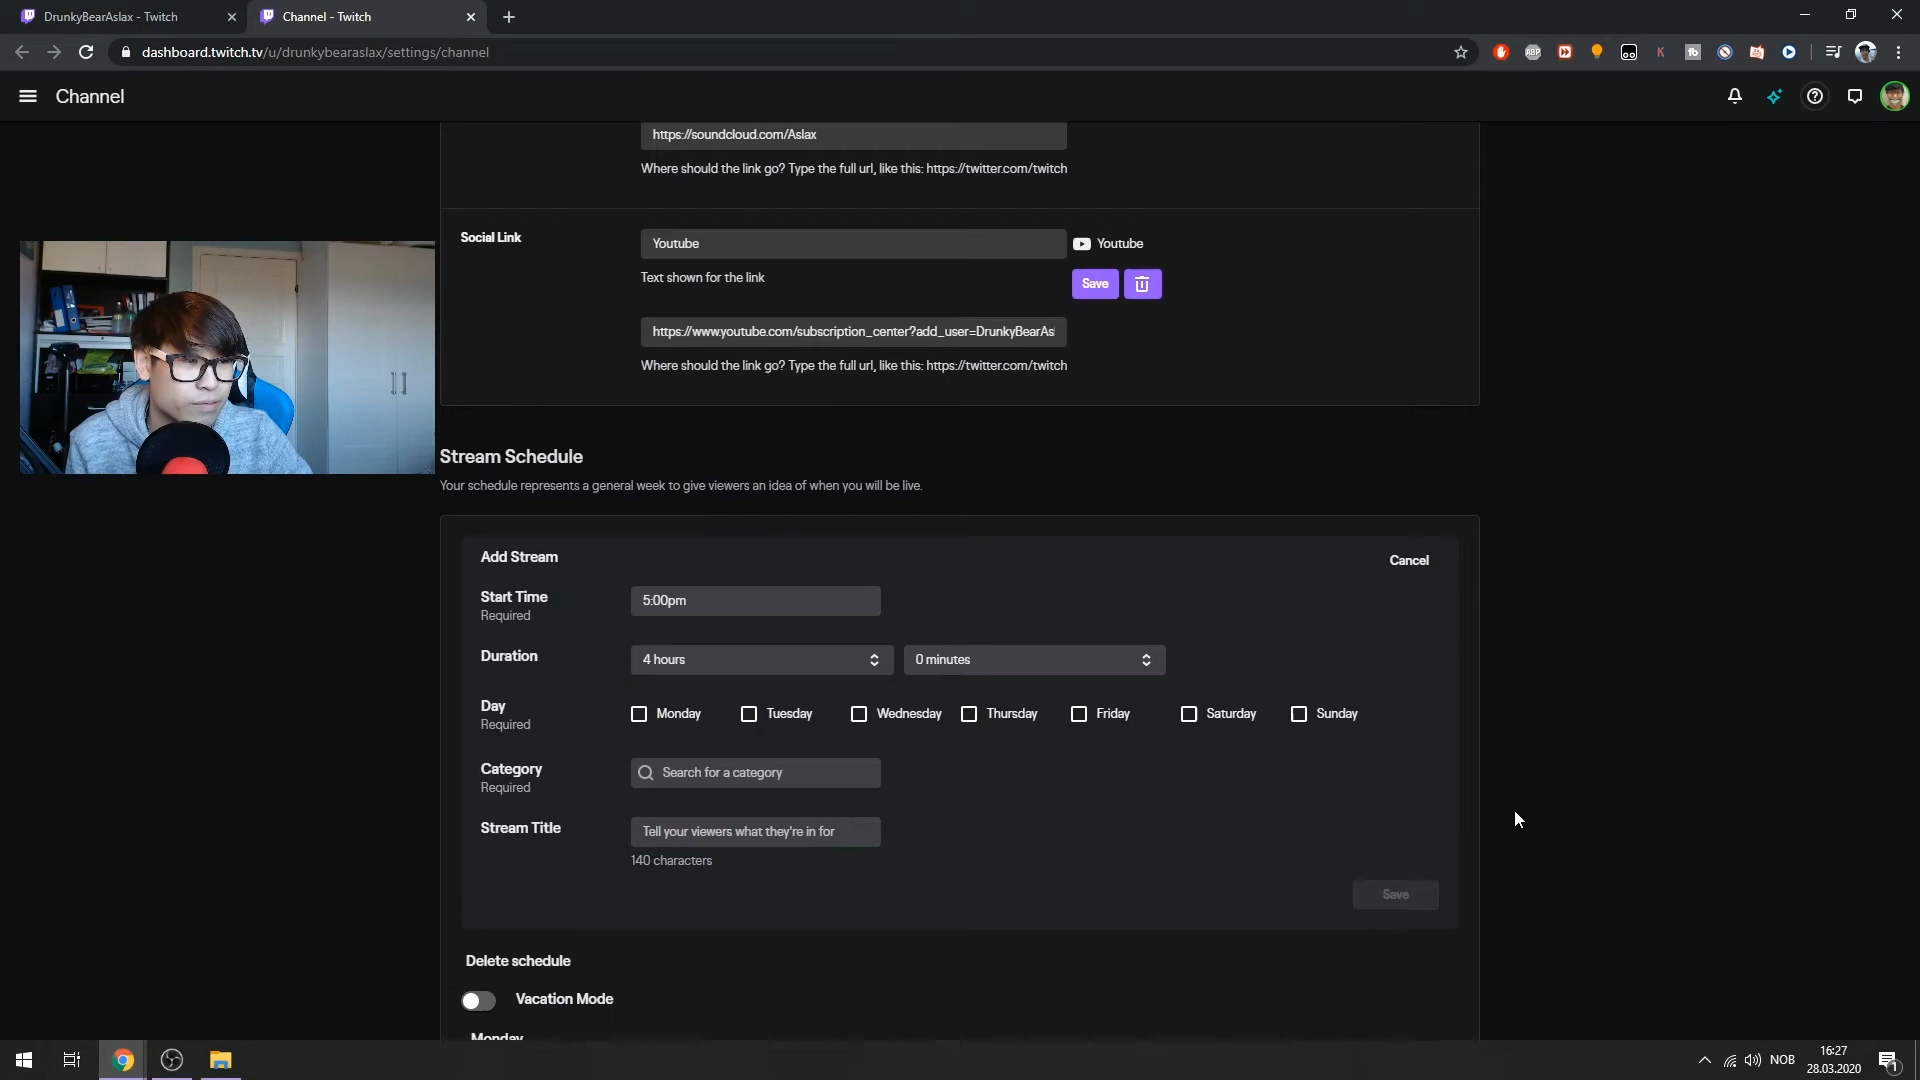 DrunkyBearAslax - Twitch
Channel - Twitch
dashboard.twitch.tv/u/drunkybearaslax/settings/channel
ABP
K
Channel
https://soundcloud.com/Aslax
Where should the link go? Type the full url, like this: https://twitter.com/twitch
Social Link
Youtube
Youtube
Text shown for the link
Save
https://www.youtube.com/subscription_center?add_user=DrunkyBearAs
Where should the link go? Type the full url, like this: https://twitter.com/twitch
Stream Schedule
Your schedule represents a general week to give viewers an idea of when you will be live.
Add Stream
Cancel
Start Time
Required
5:00pm
Duration
4 hours
0 minutes
Day
Required
Monday
Tuesday
Wednesday
Thursday
Friday
Saturday
Sunday
Category
Required
Search for a category
Stream Title
Tell your viewers what they're in for
140 characters
Save
Delete schedule
Vacation Mode
Monday
NOB
16:27
28.03.2020
1